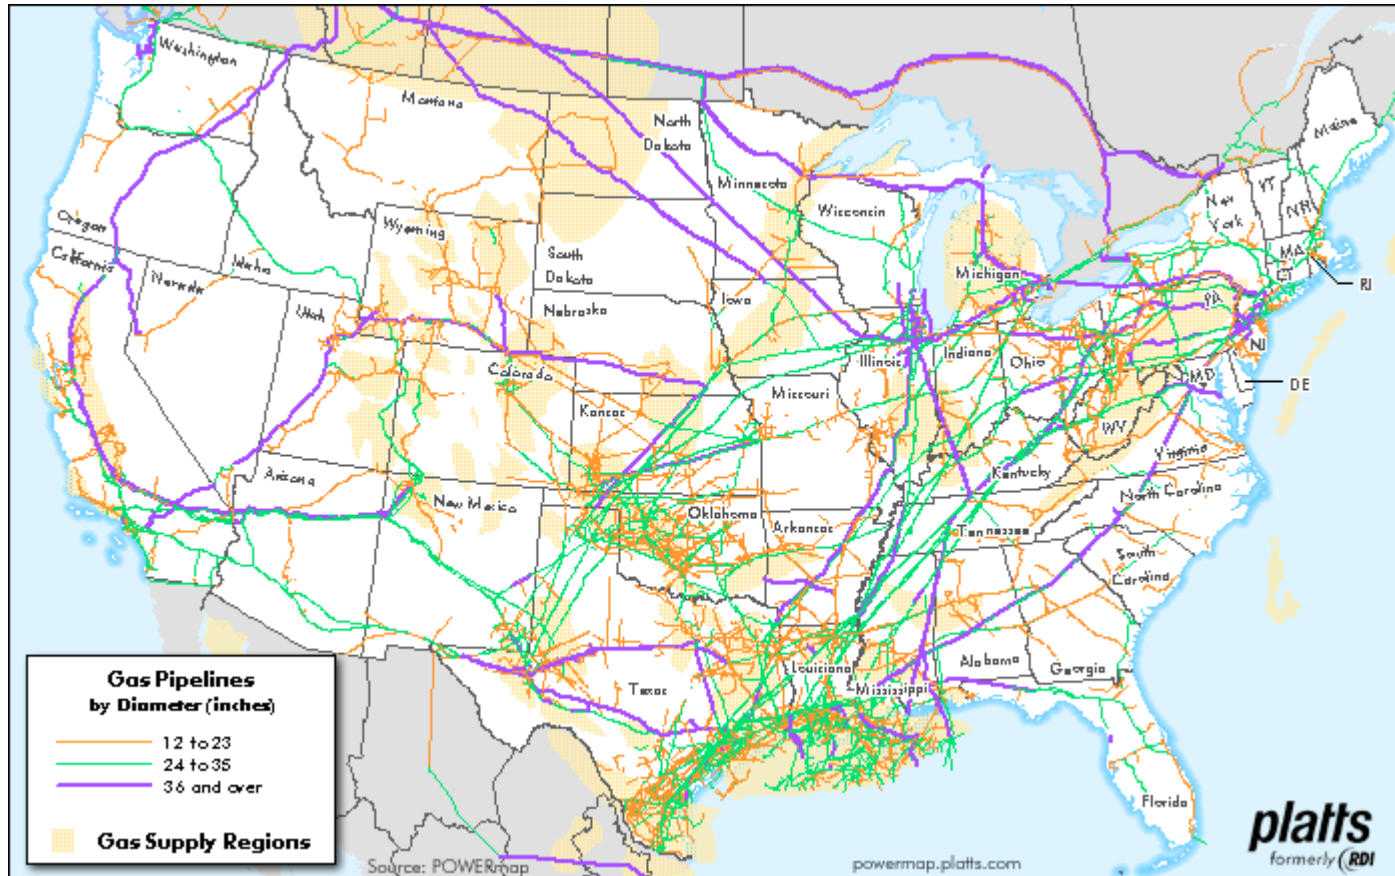 Washington
Montana
North
Dakota
Minnesota
Maine
Oregon
California
Nevada
Idaho
Wyoming
South
Dakota
Wisconsin
Michigan
New
York
VT
NH
MA
CT
RI
Utah
Nebraska
Iowa
Illinois
Indiana
Ohio
PA
NJ
DE
MD
Colorado
Kansas
Missouri
WV
Virginia
Kentucky
Arizona
New Mexico
Oklahoma
Arkansas
Tennessee
North Carolina
South
Carolina
Texas
Louisiana
Mississippi
Alabama
Georgia
Florida
Gas Pipelines
by Diameter (inches)
12 to 23
24 to 35
36 and over
Gas Supply Regions
Source: POWERmap
powermap.platts.com
platts
formerly RDI